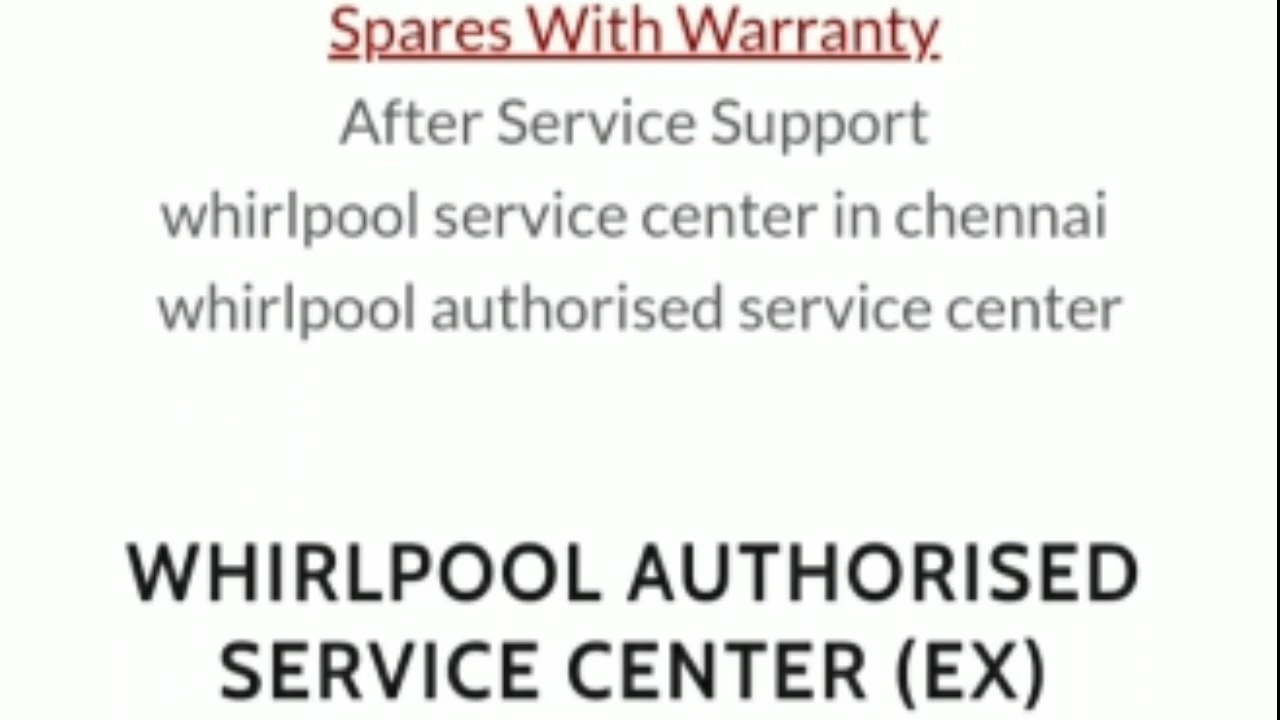 Spares With Warranty
After Service Support
whirlpool service center in chennai
whirlpool authorised service center
WHIRLPOOL AUTHORISED
SERVICE CENTER (EX)